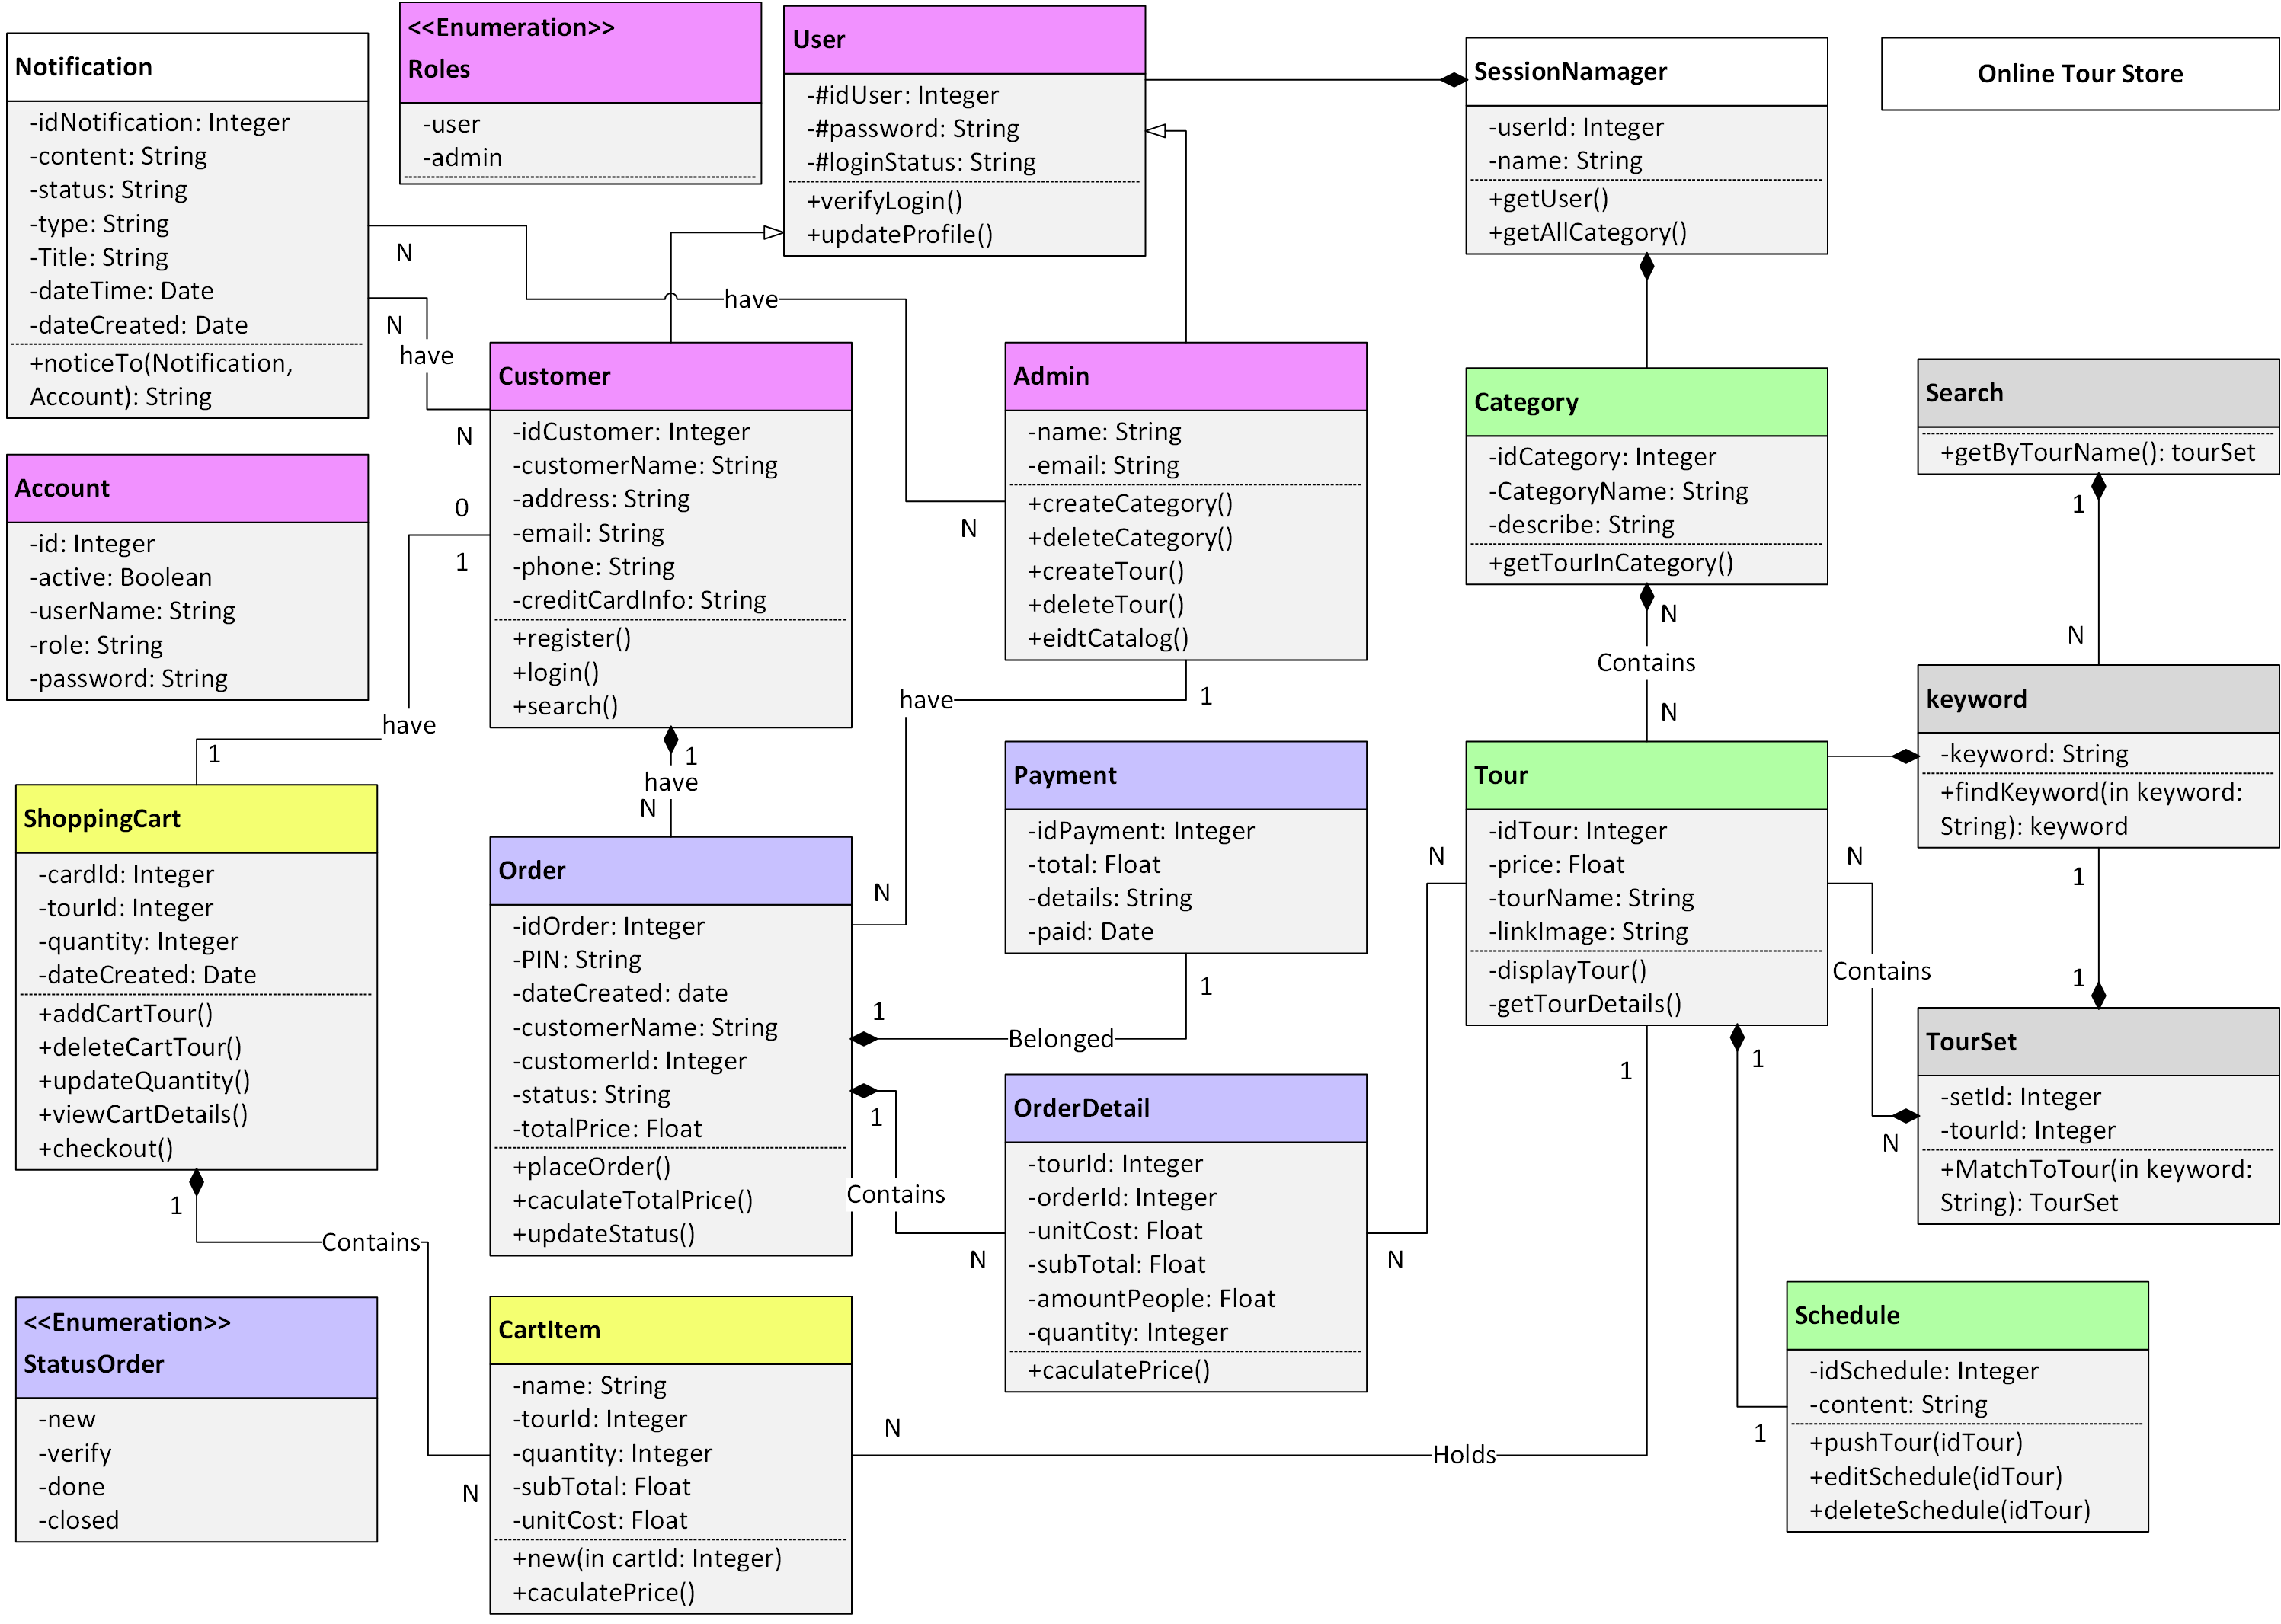 Online Tour Store
Notification
-idNotification: Integer
-content: String
-status: String
-type: String
-Title: String
-dateTime: Date
-dateCreated: Date
+noticeTo(Notification,
Account): String
<<Enumeration>>
Roles
-user
-admin
User
-#idUser: Integer
-#password: String
-#loginStatus: String
+verifyLogin()
+updateProfile()
SessionNamager
-userId: Integer
-name: String
+getUser()
+getAllCategory()
N
have
N
N
have
N
Customer
-idCustomer: Integer
-customerName: String
-address: String
-email: String
-phone: String
-creditCardInfo: String
+register()
+login()
+search()
Admin
-name: String
-email: String
+createCategory()
+deleteCategory()
+createTour()
+deleteTour()
+eidtCatalog()
Category
-idCategory: Integer
-CategoryName: String
-describe: String
+getTourInCategory()
Search
+getByTourName(): tourSet
1
N
Account
-id: Integer
-active: Boolean
-userName: String
-role: String
-password: String
0
1
have
1
1
have
N
have
1
N
N
Contains
N
keyword
-keyword: String
+findKeyword(in keyword:
String): keyword
1
1
ShoppingCart
-cardId: Integer
-tourId: Integer
-quantity: Integer
-dateCreated: Date
+addCartTour()
+deleteCartTour()
+updateQuantity()
+viewCartDetails()
+checkout()
Order
-idOrder: Integer
-PIN: String
-dateCreated: date
-customerName: String
-customerId: Integer
-status: String
-totalPrice: Float
+placeOrder()
+caculateTotalPrice()
+updateStatus()
Payment
-idPayment: Integer
-total: Float
-details: String
-paid: Date
1
Belonged
1
Tour
-idTour: Integer
-price: Float
-tourName: String
-linkImage: String
-displayTour()
-getTourDetails()
N
Contains
N
TourSet
-setId: Integer
-tourId: Integer
+MatchToTour(in keyword:
String): TourSet
1
Contains
N
OrderDetail
-tourId: Integer
-orderId: Integer
-unitCost: Float
-subTotal: Float
-amountPeople: Float
-quantity: Integer
+caculatePrice()
N
N
1
Contains
N
<<Enumeration>>
StatusOrder
-new
-verify
-done
-closed
CartItem
-name: String
-tourId: Integer
-quantity: Integer
-subTotal: Float
-unitCost: Float
+new(in cartId: Integer)
+caculatePrice()
N
Holds
1
1
1
Schedule
-idSchedule: Integer
-content: String
+pushTour(idTour)
+editSchedule(idTour)
+deleteSchedule(idTour)